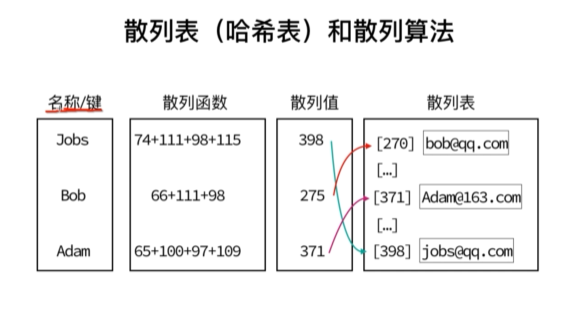 散列表（哈希表）和散列算法
名称/键 散列函数 散列值 散列表
Jobs 74+111+98+115 398 [270] bob@qq.com
[…]
Bob 66+111+98 275 [371] Adam@163.com
[…]
Adam 65+100+97+109 371 [398] jobs@qq.com